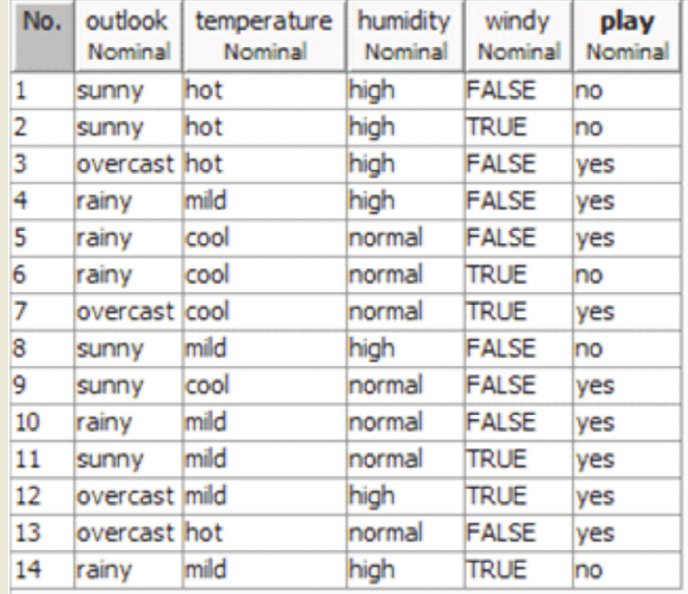 No. outlook temperature humidity windy play
Nominal Nominal Nominal Nominal Nominal
1 sunny hot high FALSE no
2 sunny hot high TRUE no
3 overcast hot high FALSE yes
4 rainy mild high FALSE yes
5 rainy cool normal FALSE yes
6 rainy cool normal TRUE no
7 overcast cool normal TRUE yes
8 sunny mild high FALSE no
9 sunny cool normal FALSE yes
10 rainy mild normal FALSE yes
11 sunny mild normal TRUE yes
12 overcast mild high TRUE yes
13 overcast hot normal FALSE yes
14 rainy mild high TRUE no